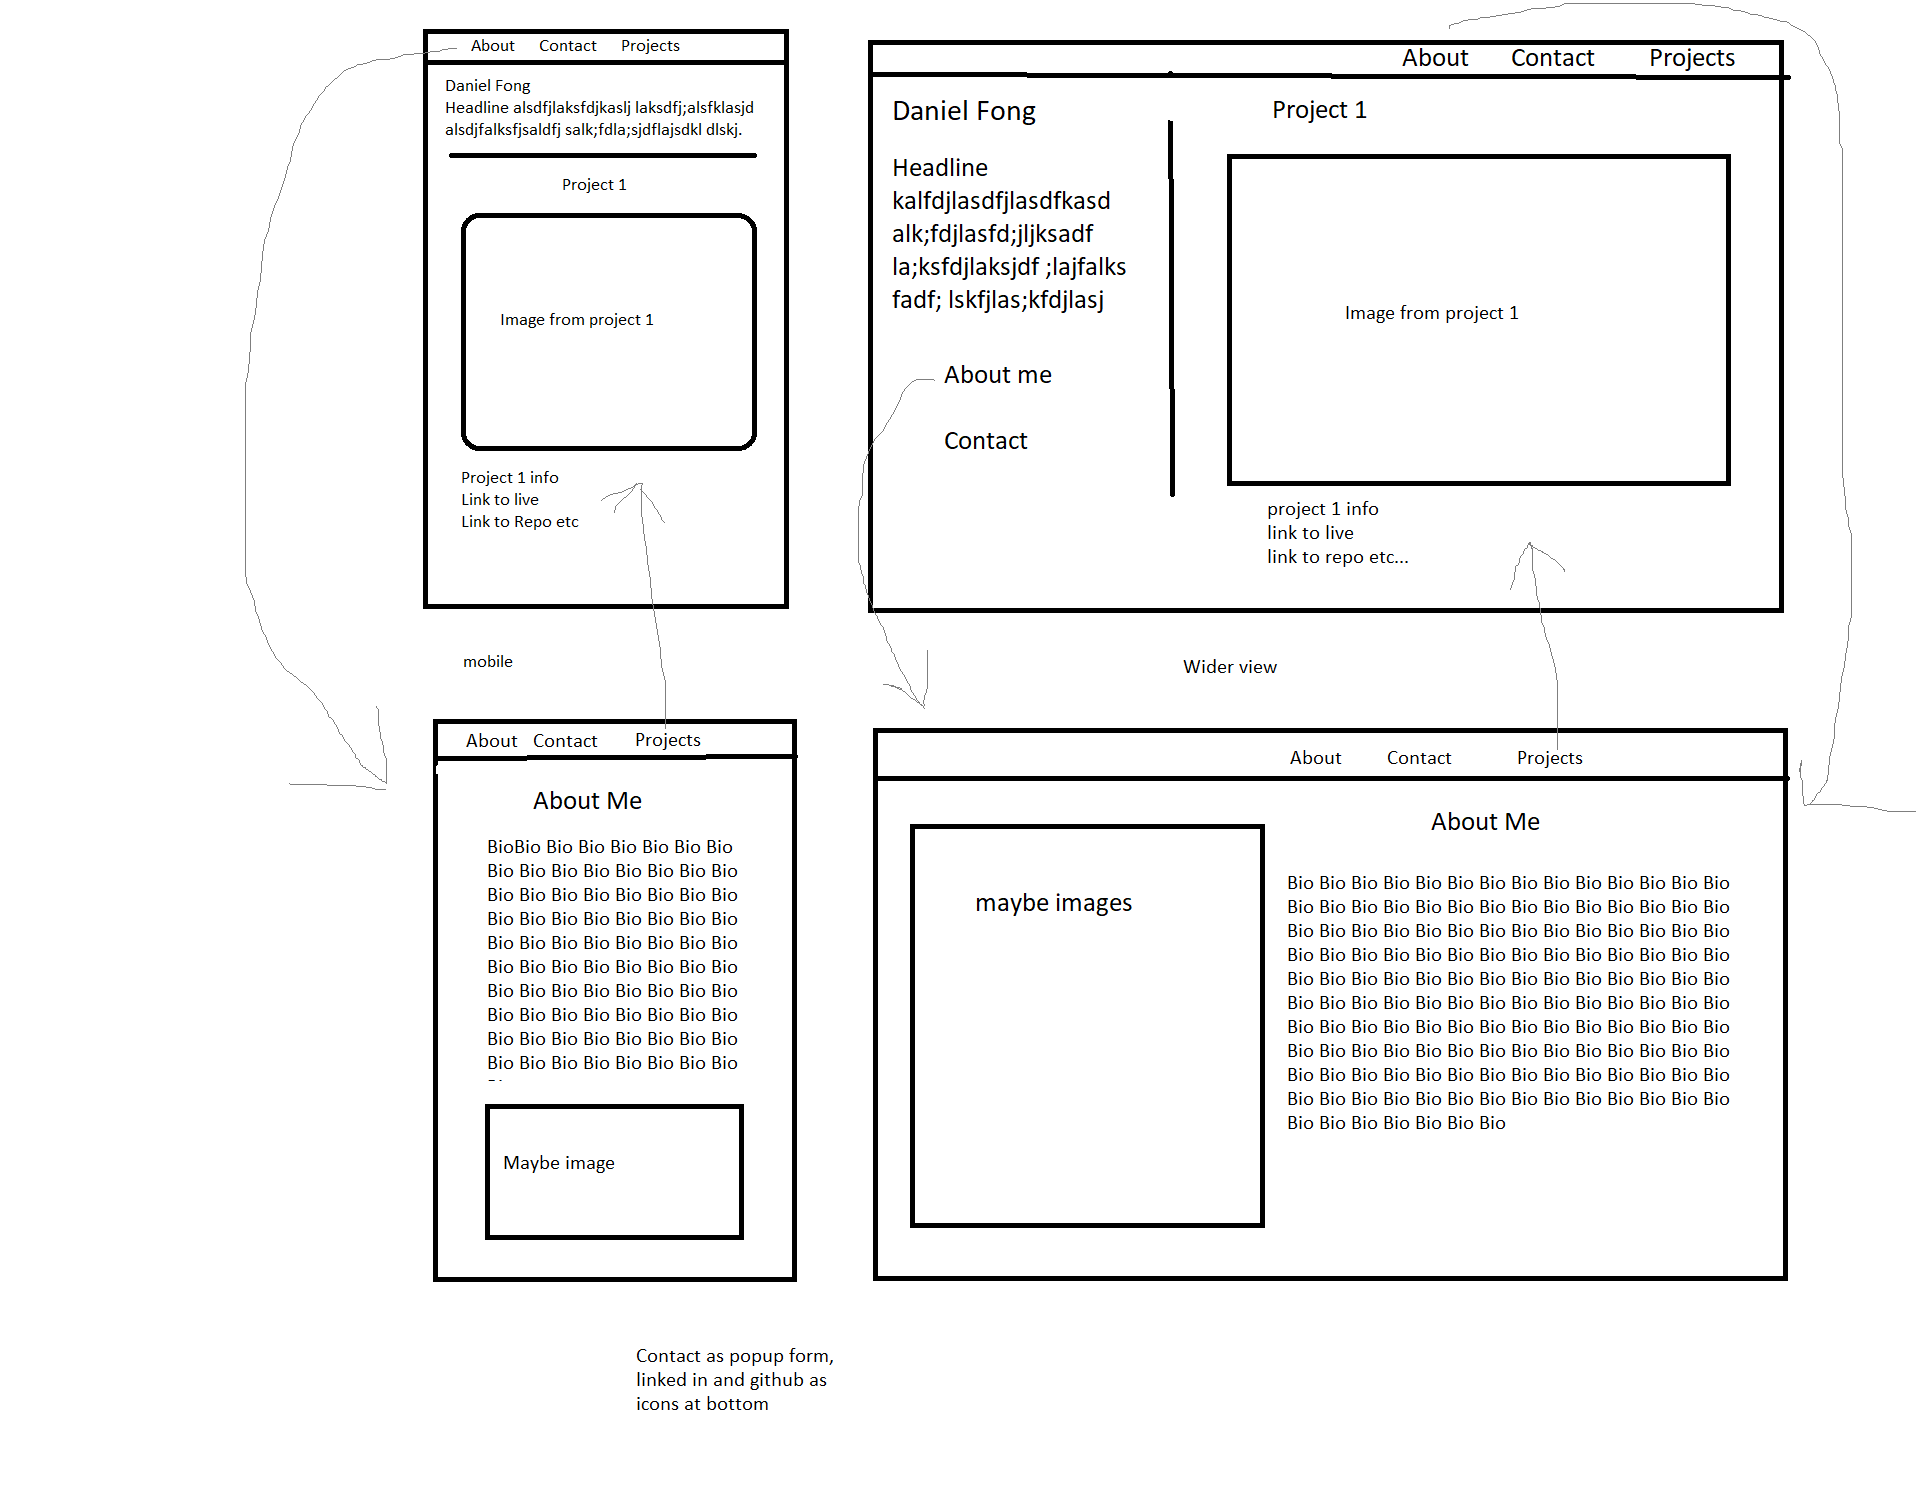 About Contact Projects
Daniel Fong
Headline alsdfjlaksfdjkaslj laksdfj;alsfklasjd
alsdjfalksfjsaldfj salk;fdla;sjdflajsdkl dlskj.
Project 1
Image from project 1
Project 1 info
Link to live
Link to Repo etc
mobile
About Contact Projects
Daniel Fong
Headline
kalfdjlasdfjlasdfkasd
alk;fdjlasfd;jljksadf
la;ksfdjlaksjdf ;lajfalks
fadf; lskfjlas;kfdjlasj
About me
Contact
Project 1
Image from project 1
project 1 info
link to live
link to repo etc...
Wider view
About Contact Projects
About Me
BioBio Bio Bio Bio Bio Bio Bio
Bio Bio Bio Bio Bio Bio Bio Bio
Bio Bio Bio Bio Bio Bio Bio Bio
Bio Bio Bio Bio Bio Bio Bio Bio
Bio Bio Bio Bio Bio Bio Bio Bio
Bio Bio Bio Bio Bio Bio Bio Bio
Bio Bio Bio Bio Bio Bio Bio Bio
Bio Bio Bio Bio Bio Bio Bio Bio
Bio Bio Bio Bio Bio Bio Bio Bio
Bio Bio Bio Bio Bio Bio Bio Bio
Maybe image
About Contact Projects
maybe images
About Me
Bio Bio Bio Bio Bio Bio Bio Bio Bio Bio Bio Bio Bio Bio
Bio Bio Bio Bio Bio Bio Bio Bio Bio Bio Bio Bio Bio Bio
Bio Bio Bio Bio Bio Bio Bio Bio Bio Bio Bio Bio Bio Bio
Bio Bio Bio Bio Bio Bio Bio Bio Bio Bio Bio Bio Bio Bio
Bio Bio Bio Bio Bio Bio Bio Bio Bio Bio Bio Bio Bio Bio
Bio Bio Bio Bio Bio Bio Bio Bio Bio Bio Bio Bio Bio Bio
Bio Bio Bio Bio Bio Bio Bio Bio Bio Bio Bio Bio Bio Bio
Bio Bio Bio Bio Bio Bio Bio Bio Bio Bio Bio Bio Bio Bio
Bio Bio Bio Bio Bio Bio Bio Bio Bio Bio Bio Bio Bio Bio
Bio Bio Bio Bio Bio Bio Bio Bio Bio Bio Bio Bio Bio Bio
Bio Bio Bio Bio Bio Bio Bio
Contact as popup form,
linked in and github as
icons at bottom